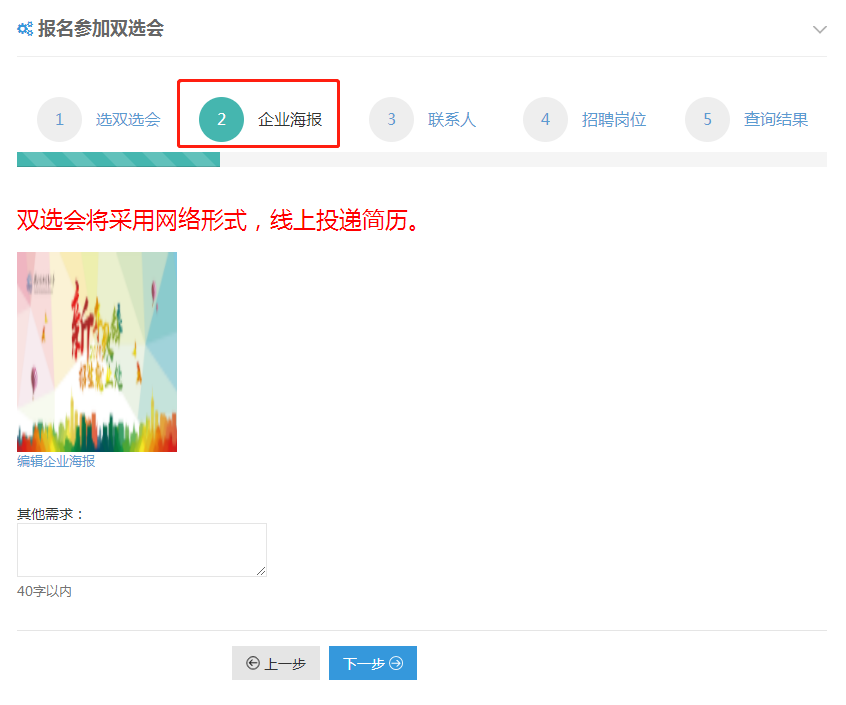 报名参加双选会
1 选双选会 2 企业海报 3 联系人 4 招聘岗位 5 查询结果
双选会将采用网络形式，线上投递简历。
编辑企业海报
其他需求：
40字以内
上一步 下一步